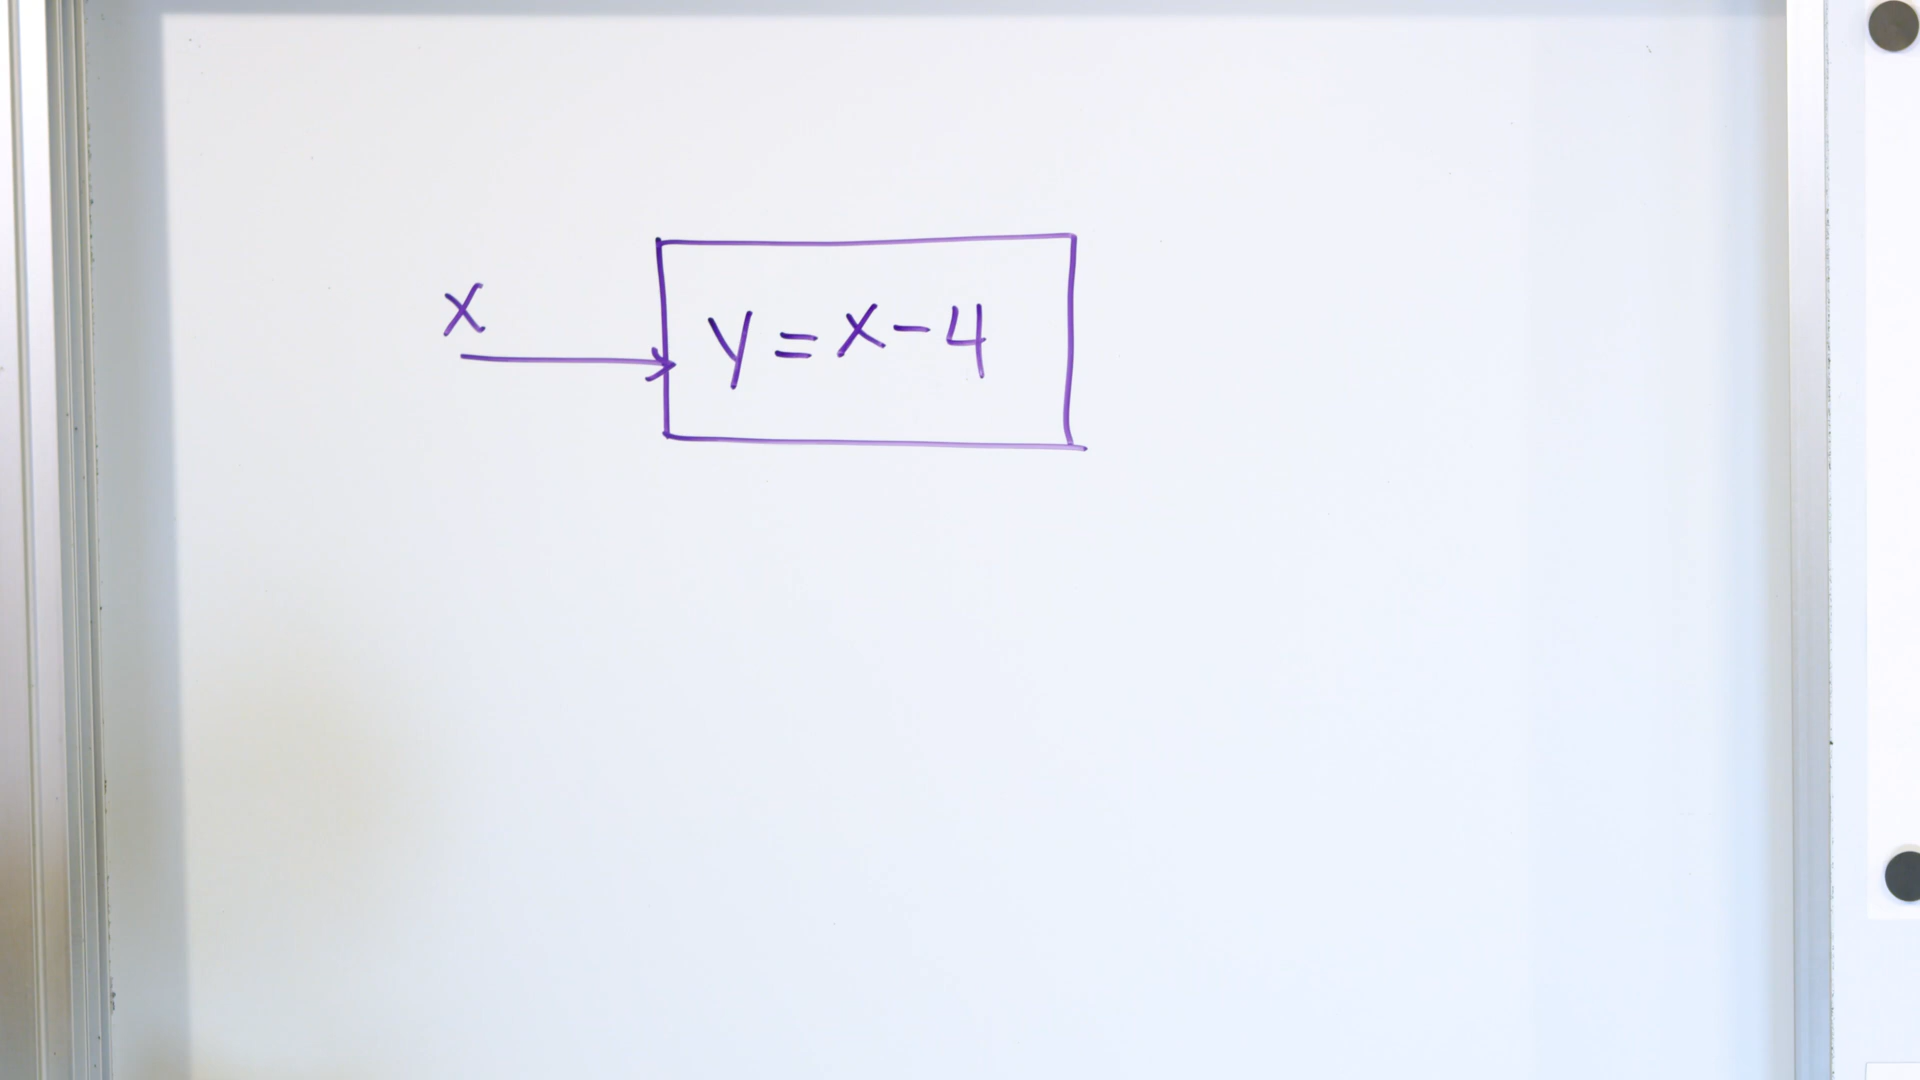 x
y = x - 4